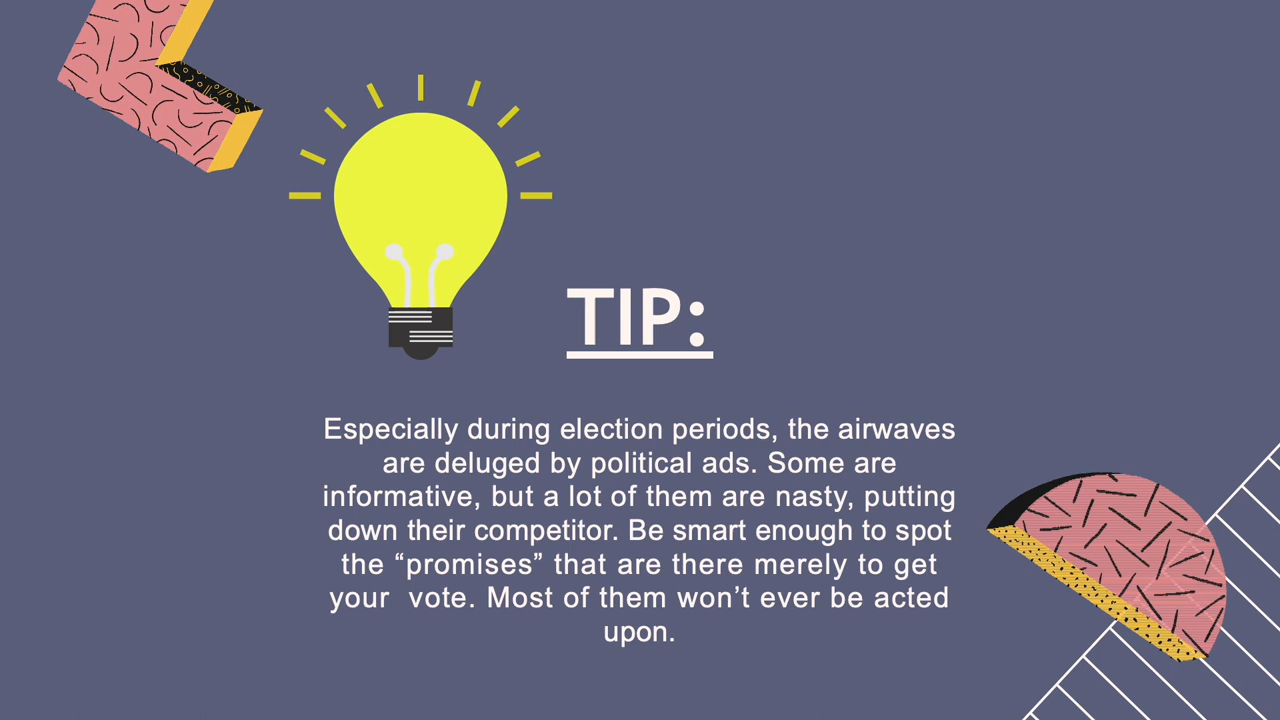 TIP:
Especially during election periods, the airwaves
are deluged by political ads. Some are
informative, but a lot of them are nasty, putting
down their competitor. Be smart enough to spot
the “promises” that are there merely to get
your  vote. Most of them won’t ever be acted
upon.